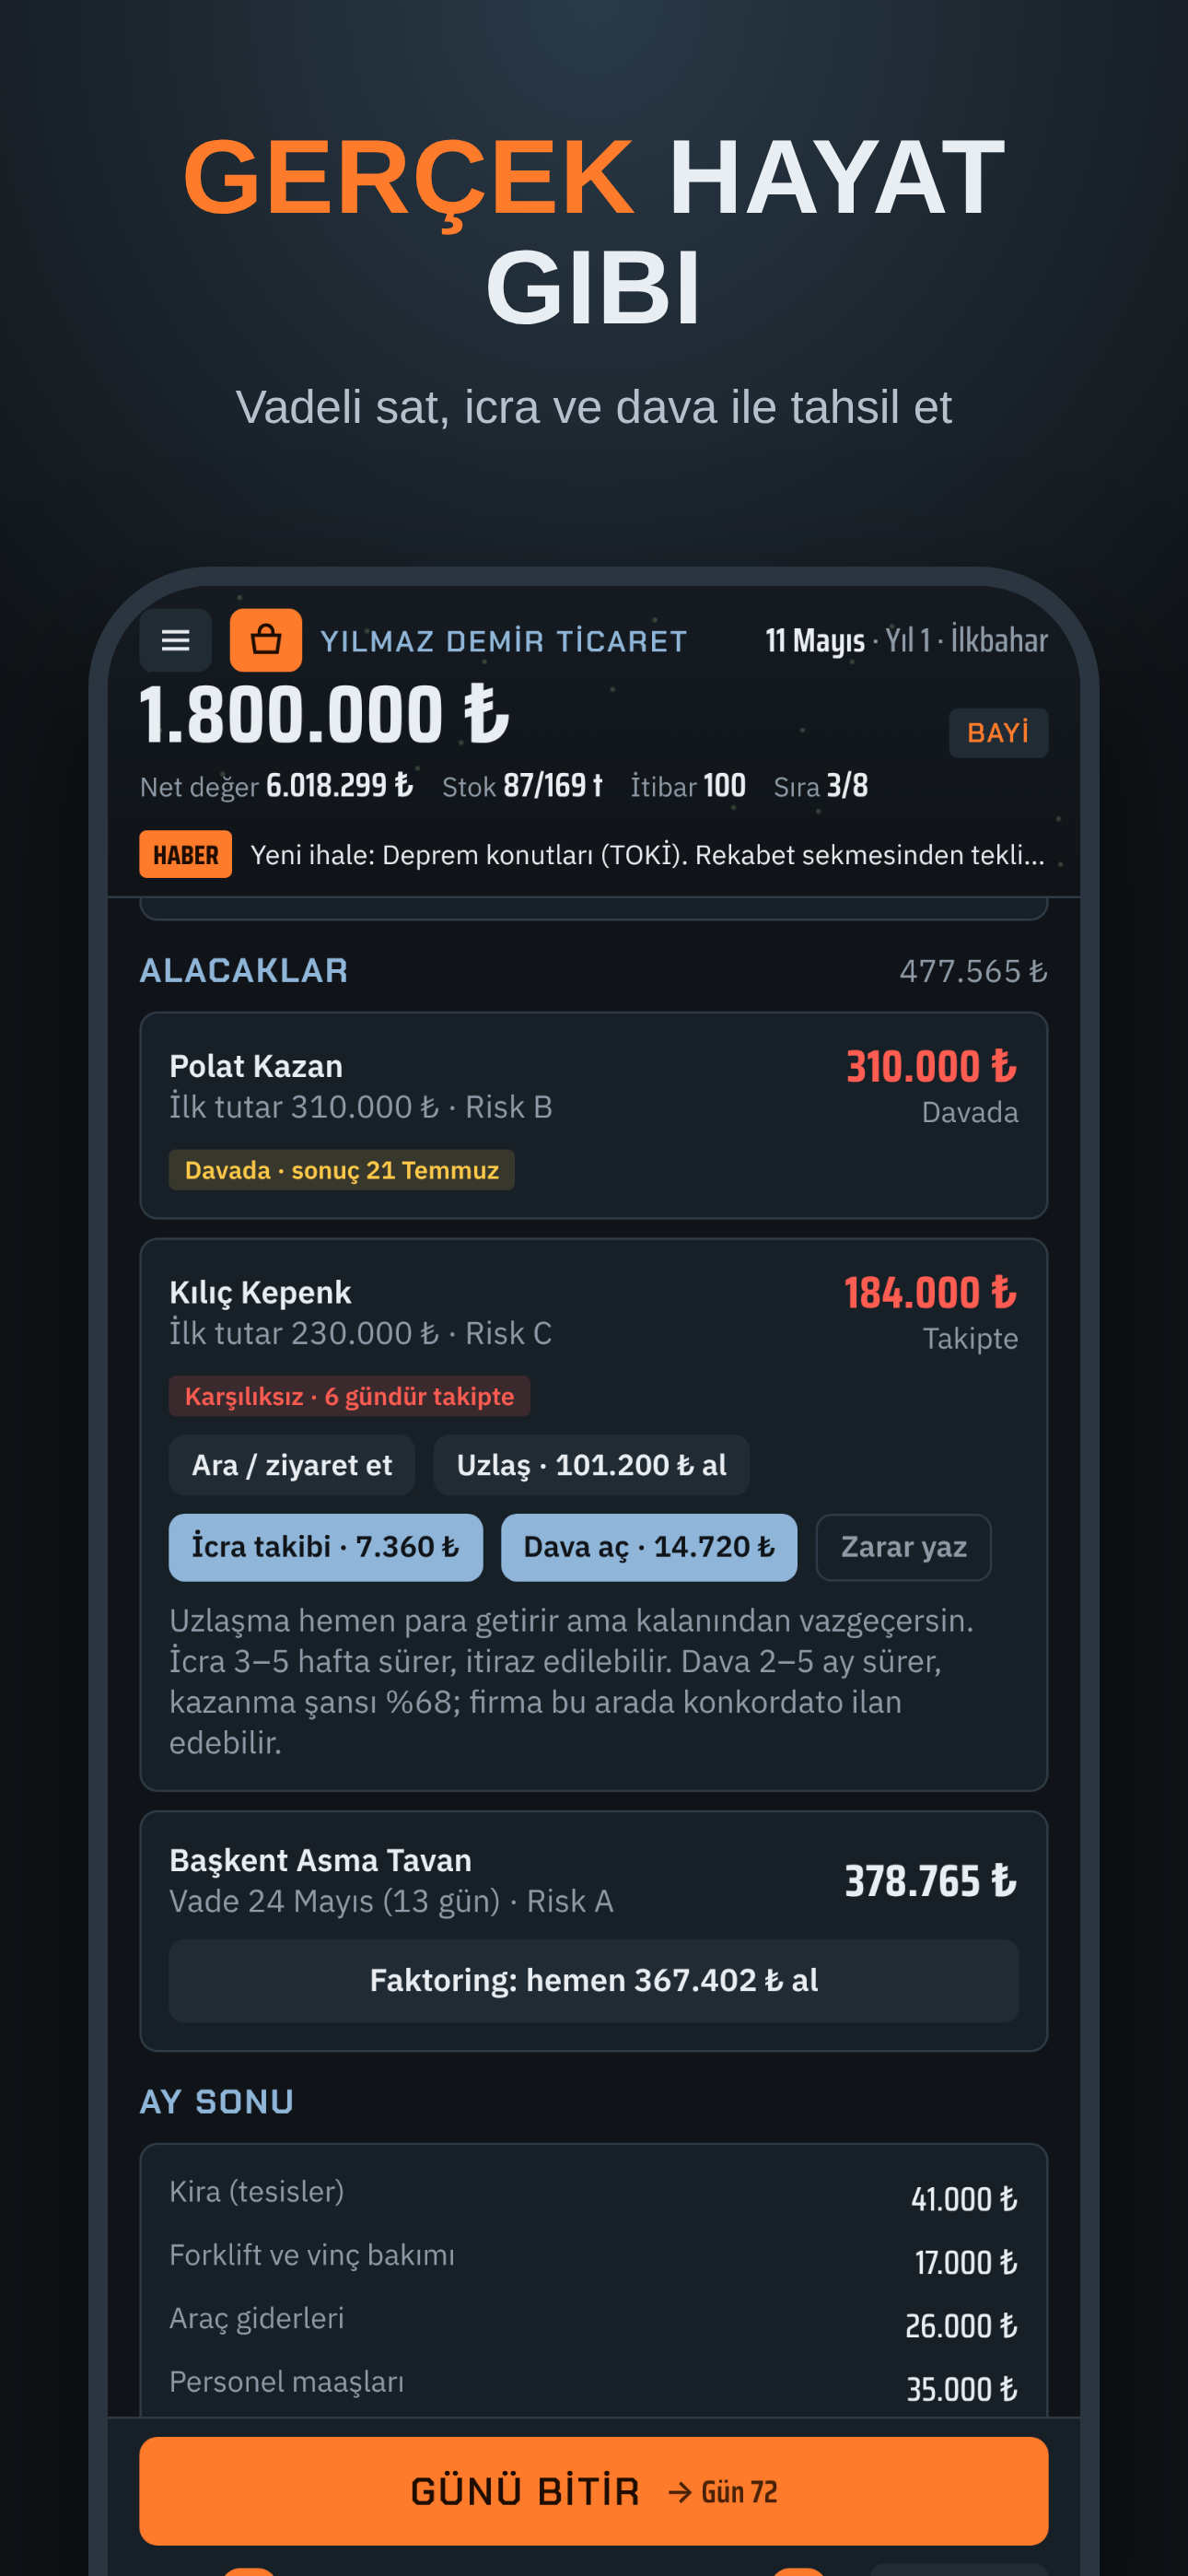 GERÇEK HAYAT
GIBI
Vadeli sat, icra ve dava ile tahsil et
YILMAZ DEMİR TİCARET
11 Mayıs · Yıl 1 · İlkbahar
1.800.000 ₺
BAYİ
Net değer 6.018.299 ₺ Stok 87/169 t İtibar 100 Sıra 3/8
HABER Yeni ihale: Deprem konutları (TOKİ). Rekabet sekmesinden tekli...
ALACAKLAR
477.565 ₺
Polat Kazan
310.000 ₺
İlk tutar 310.000 ₺ · Risk B
Davada
Davada · sonuç 21 Temmuz
Kılıç Kepenk
184.000 ₺
İlk tutar 230.000 ₺ · Risk C
Takipte
Karşılıksız · 6 gündür takipte
Ara / ziyaret et
Uzlaş · 101.200 ₺ al
İcra takibi · 7.360 ₺
Dava aç · 14.720 ₺
Zarar yaz
Uzlaşma hemen para getirir ama kalanından vazgeçersin.
İcra 3–5 hafta sürer, itiraz edilebilir. Dava 2–5 ay sürer,
kazanma şansı %68; firma bu arada konkordato ilan
edebilir.
Başkent Asma Tavan
378.765 ₺
Vade 24 Mayıs (13 gün) · Risk A
Faktoring: hemen 367.402 ₺ al
AY SONU
Kira (tesisler) 41.000 ₺
Forklift ve vinç bakımı 17.000 ₺
Araç giderleri 26.000 ₺
Personel maaşları 35.000 ₺
GÜNÜ BİTİR → Gün 72